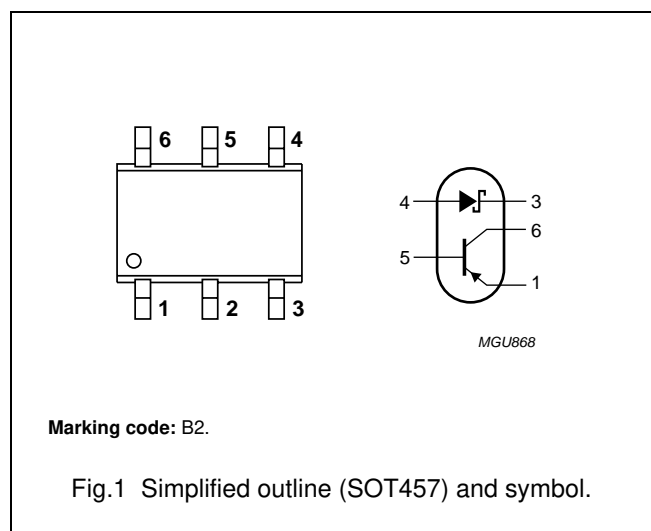 6 5 4
1 2 3
4 3
6
5
1
MGU868
Marking code: B2.
Fig.1 Simplified outline (SOT457) and symbol.